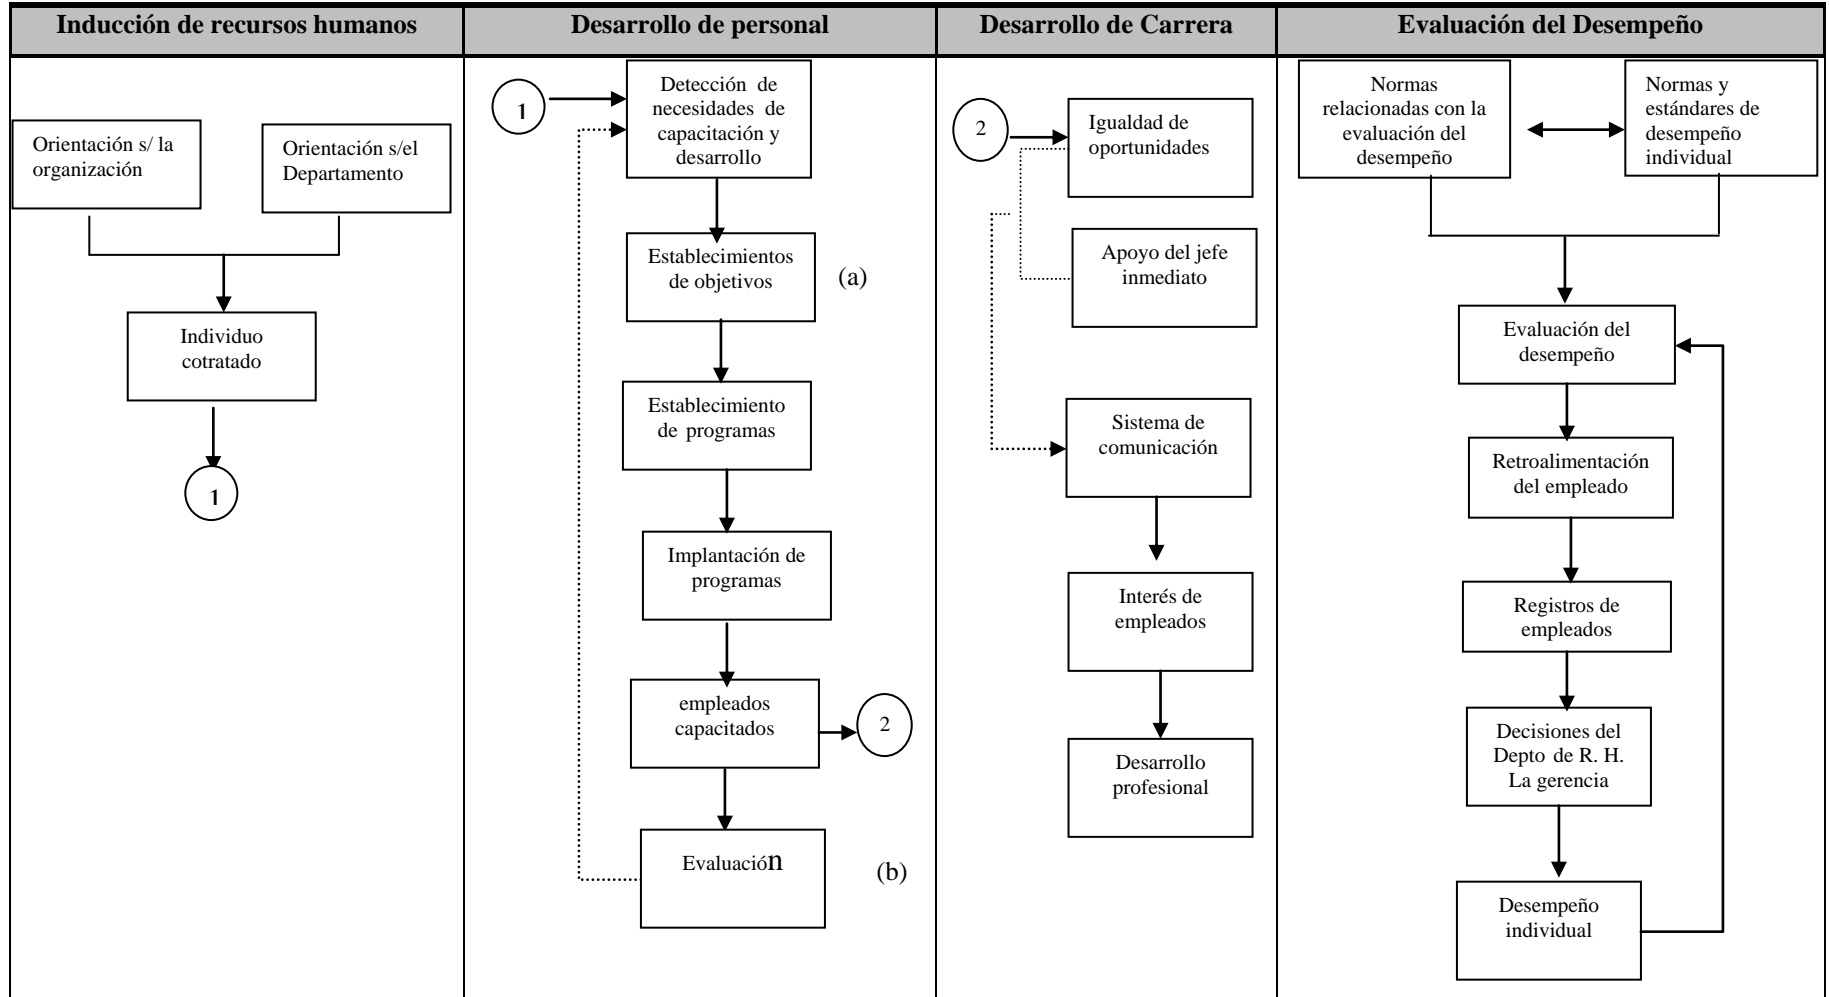 Inducción de recursos humanos
Desarrollo de personal
Desarrollo de Carrera
Evaluación del Desempeño
Orientación s/ la
organización
Orientación s/el
Departamento
Individuo
cotratado
1
1
Detección de
necesidades de
capacitación y
desarrollo
Establecimientos
de objetivos
(a)
Establecimiento
de programas
Implantación de
programas
empleados
capacitados
2
Evaluación
(b)
2
Igualdad de
oportunidades
Apoyo del jefe
inmediato
Sistema de
comunicación
Interés de
empleados
Desarrollo
profesional
Normas
relacionadas con la
evaluación del
desempeño
Normas y
estándares de
desempeño
individual
Evaluación del
desempeño
Retroalimentación
del empleado
Registros de
empleados
Decisiones del
Depto de R. H.
La gerencia
Desempeño
individual